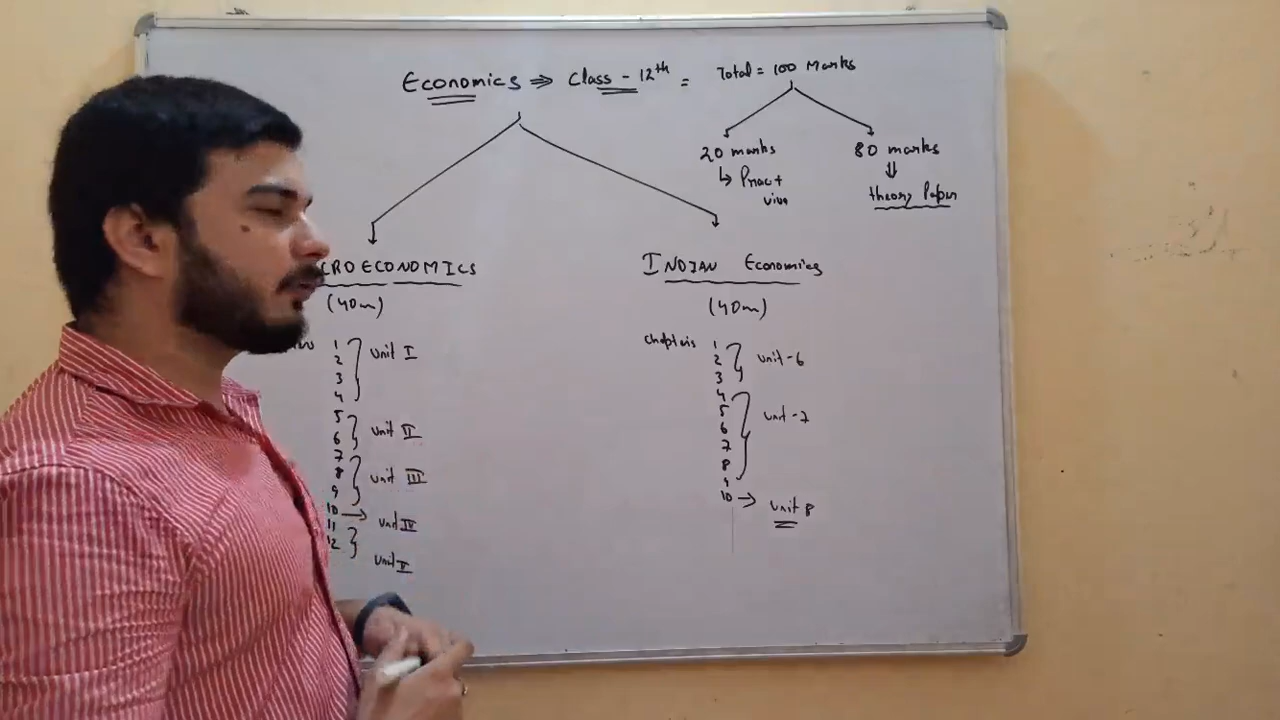 Economics ⇒ Class - 12th = Total = 100 Marks
20 marks
↳ Prac +
viva
80 marks
⇓
theory Paper
CROECONOMICS
(40m)
1
2
3
4
Unit I
5
6
Unit II
7
8
9
Unit III
10 → Unit IV
11
12
Unit V
INDIAN Economics
(40m)
Chapters 1
2
3
Unit - 6
4
5
6
7
8
9
Unit - 7
10 → Unit 8